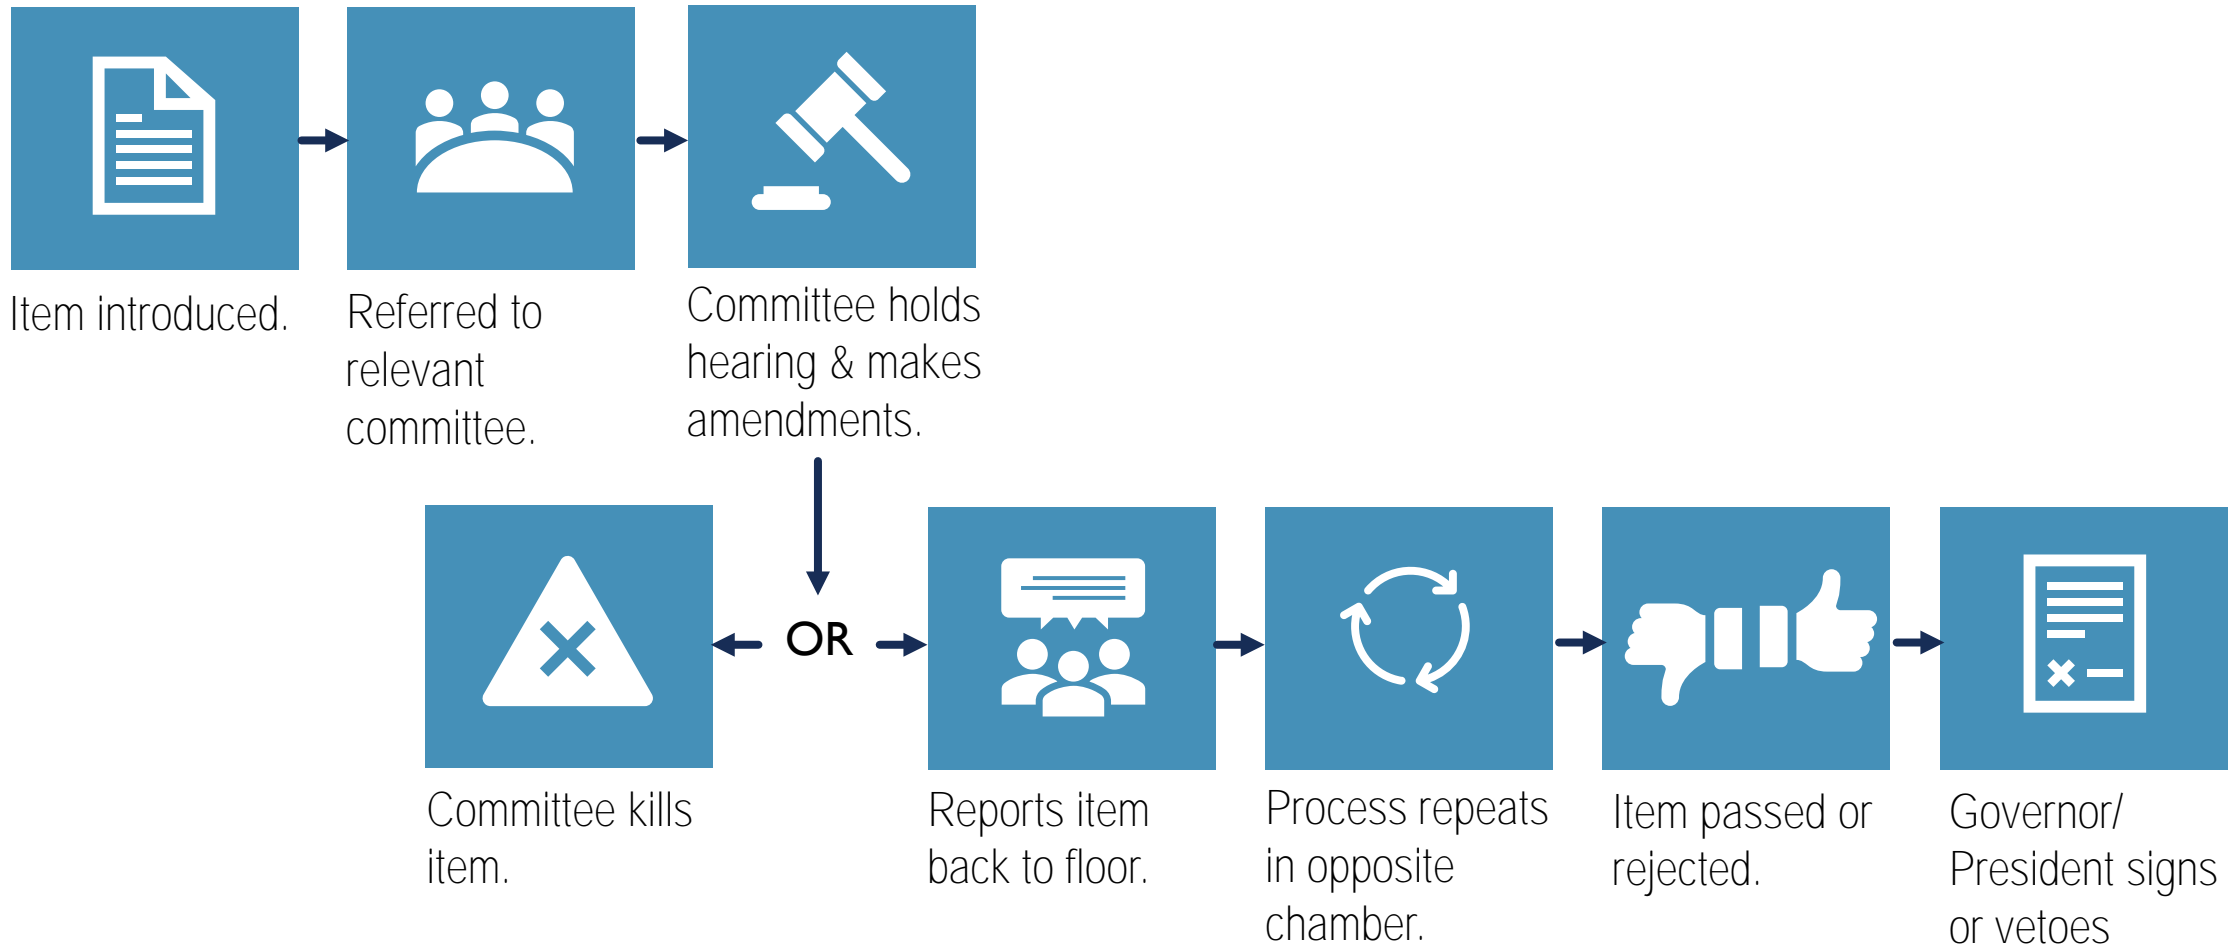 Item introduced.
Referred to
relevant
committee.
Committee holds
hearing & makes
amendments.
OR
Committee kills
item.
Reports item
back to floor.
Process repeats
in opposite
chamber.
Item passed or
rejected.
Governor/
President signs
or vetoes